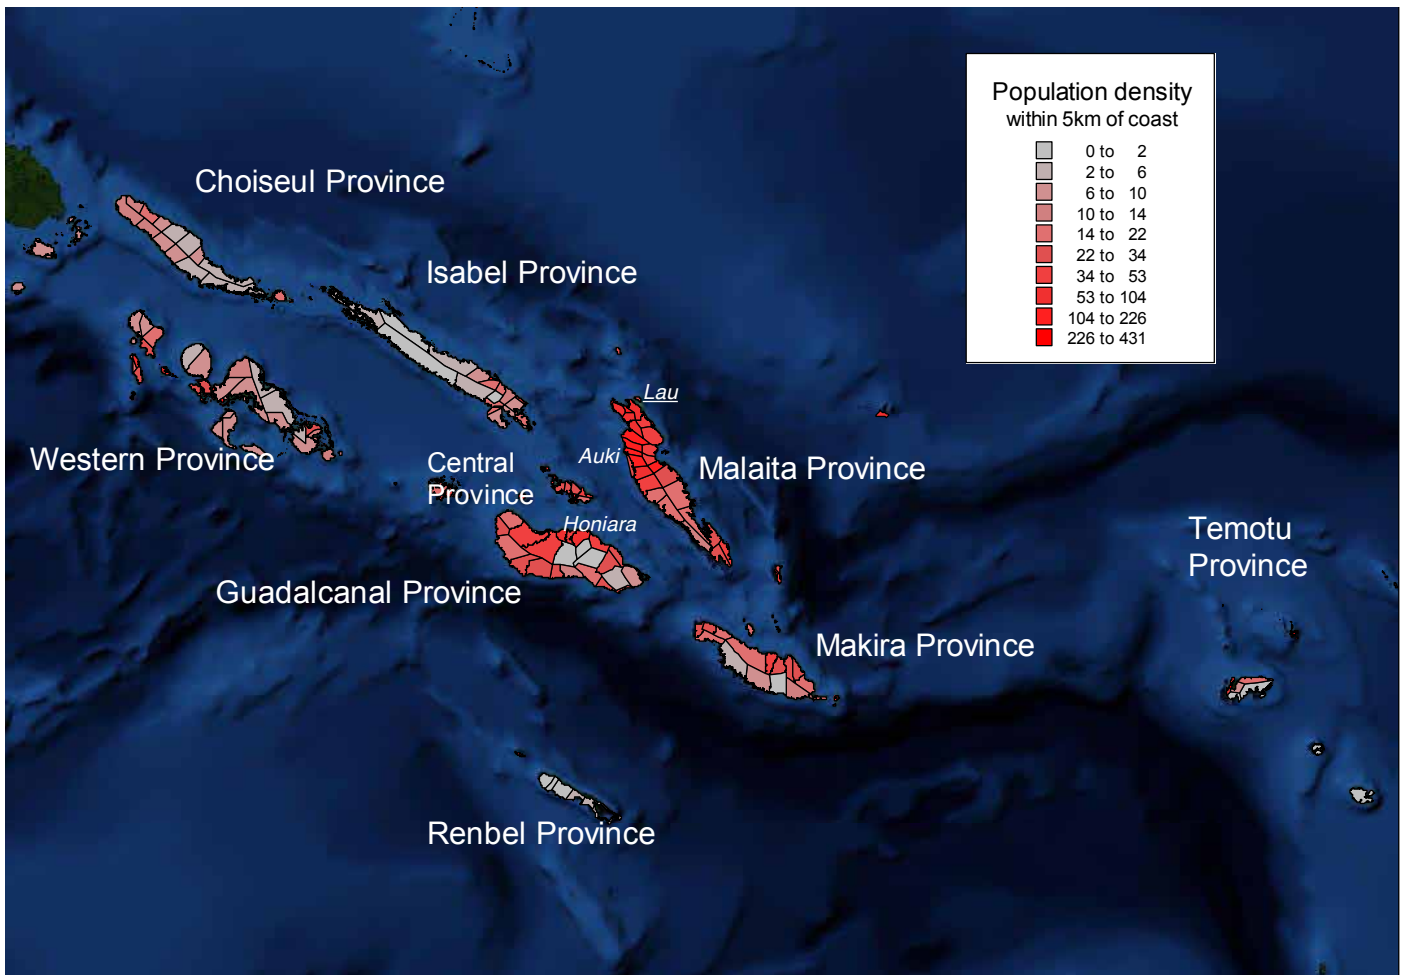 Population density
within 5km of coast
0 to 2
2 to 6
6 to 10
10 to 14
14 to 22
22 to 34
34 to 53
53 to 104
104 to 226
226 to 431
Choiseul Province
Isabel Province
Lau
Western Province
Central
Province
Auki
Malaita Province
Honiara
Temotu
Province
Guadalcanal Province
Makira Province
Renbel Province